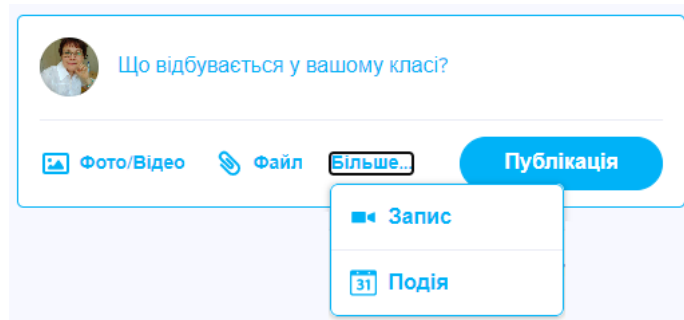 Що відбувається у вашому класі?
Фото/Відео Файл Більше... Публікація
Запис
31 Подія